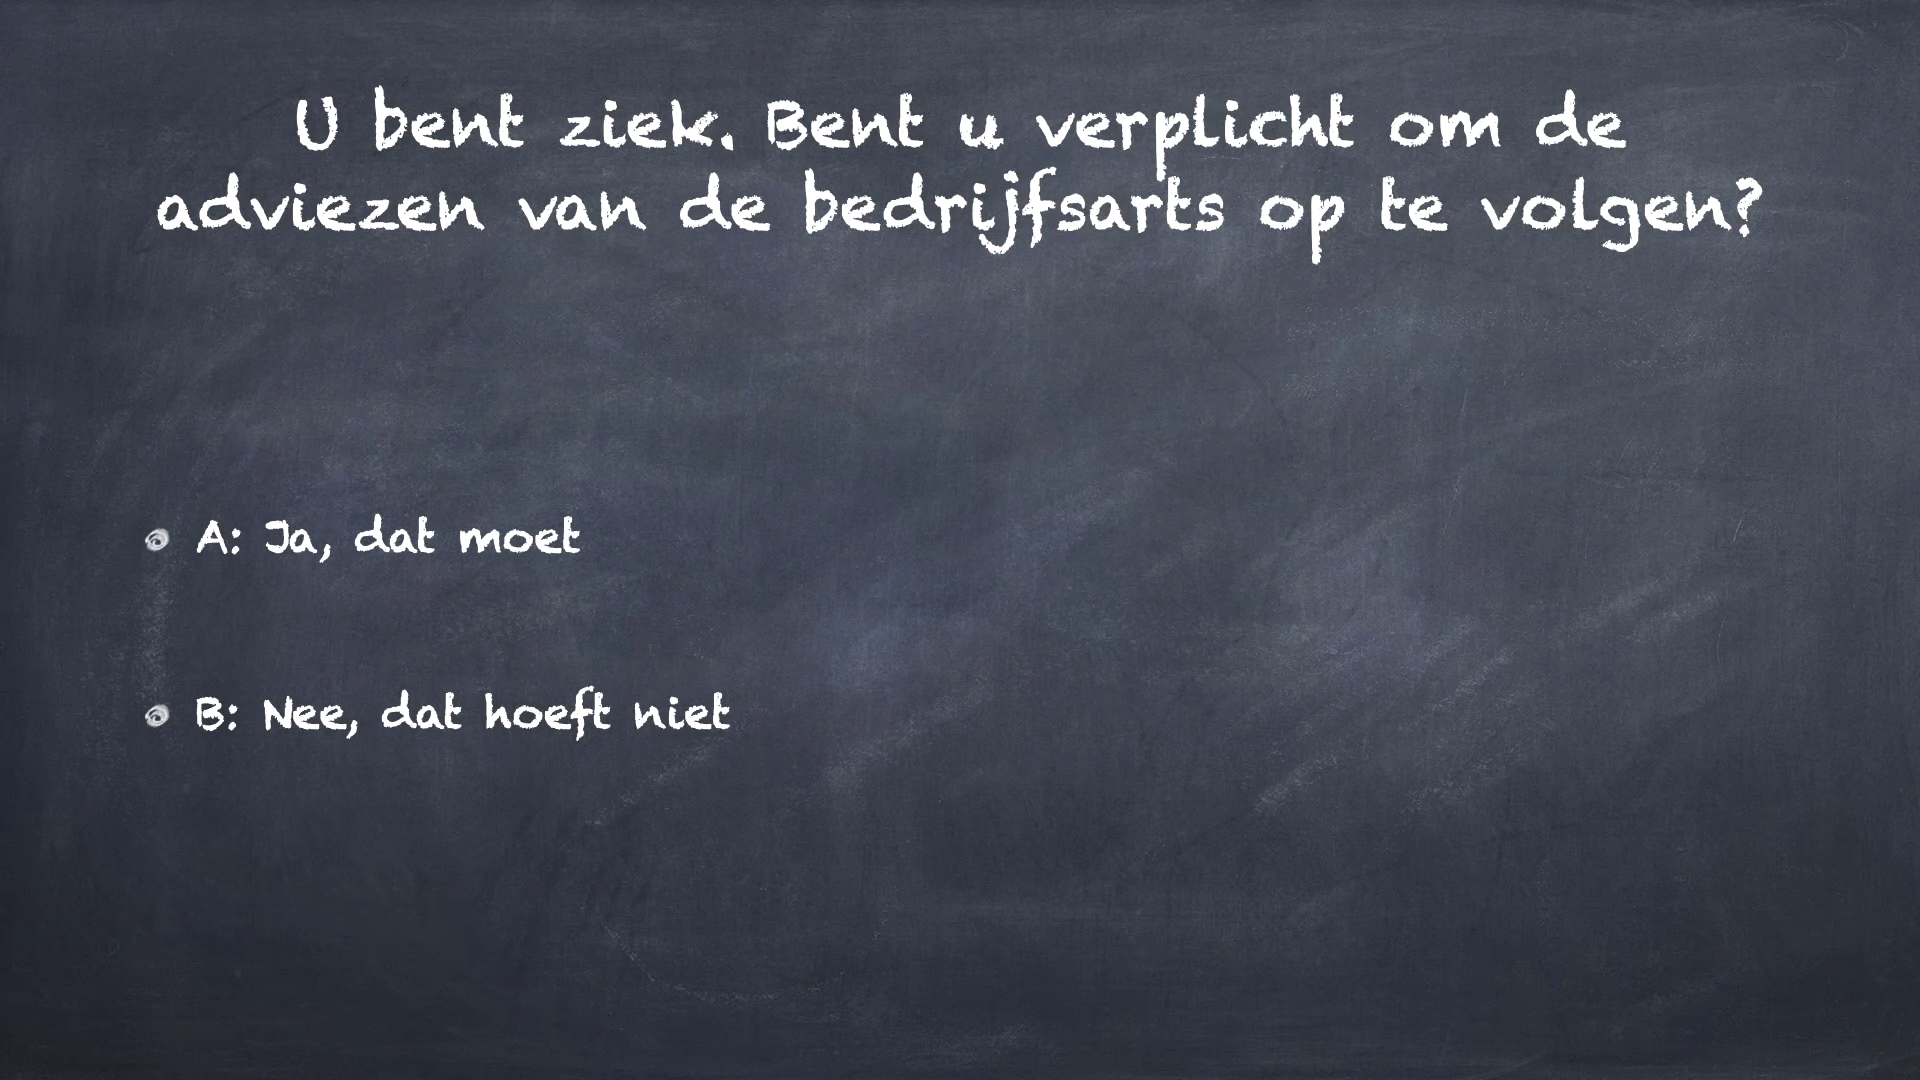 U bent ziek. Bent u verplicht om de
adviezen van de bedrijfsarts op te volgen?
A: Ja, dat moet
B: Nee, dat hoeft niet